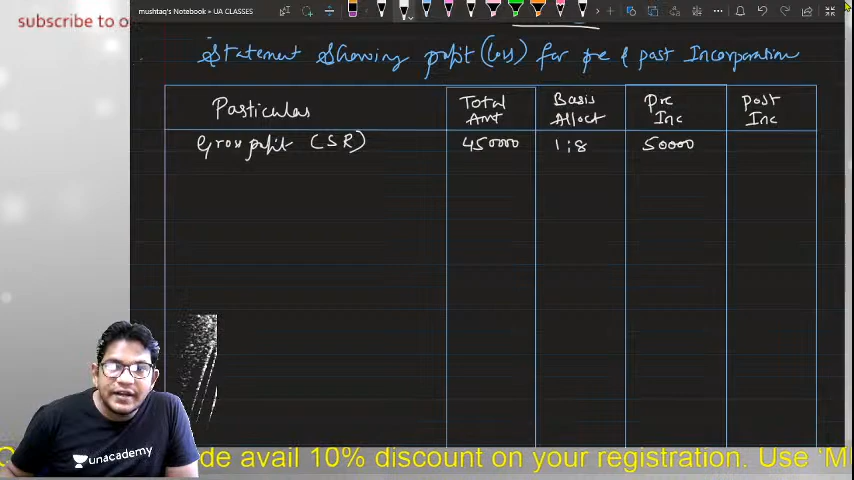 subscribe to o
mushtaq's Notebook » UA CLASSES
Statement Showing profit (loss) for pre & post Incorporation
Particulas Total Amt Basis Alloct Pre Inc post Inc
Gross profit (SR) 450000 1:8 50000
unacademy
de avail 10% discount on your registration. Use 'M